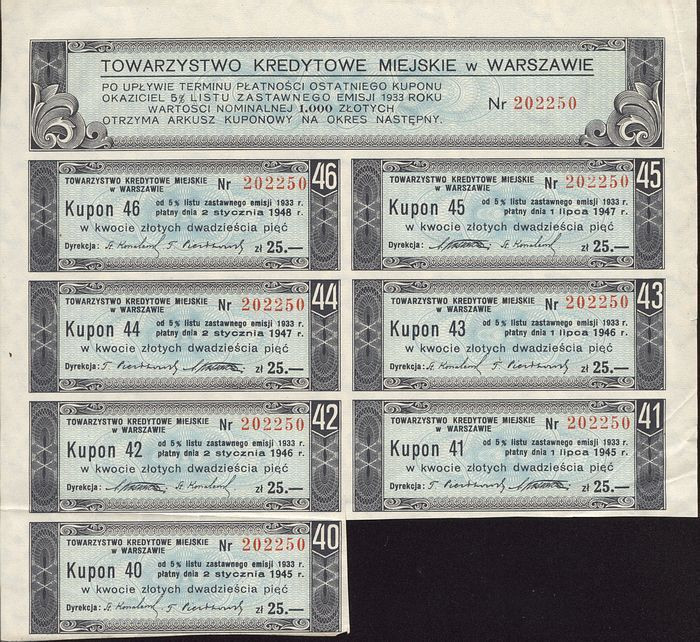 TOWARZYSTWO KREDYTOWE MIEJSKIE w WARSZAWIE
PO UPŁYWIE TERMINU PŁATNOŚCI OSTATNIEGO KUPONU
OKAZICIEL 5% LISTU ZASTAWNEGO EMISJI 1933 ROKU
WARTOŚCI NOMINALNEJ 1.000 ZŁOTYCH
OTRZYMA ARKUSZ KUPONOWY NA OKRES NASTĘPNY.
Nr 202250
TOWARZYSTWO KREDYTOWE MIEJSKIE
w WARSZAWIE
Nr 202250
46
Kupon 46
od 5% listu zastawnego emisji 1933 r.
płatny dnia 2 stycznia 1948 r.
w kwocie złotych dwadzieścia pięć
Dyrekcja:
zł 25.—
TOWARZYSTWO KREDYTOWE MIEJSKIE
w WARSZAWIE
Nr 202250
45
Kupon 45
od 5% listu zastawnego emisji 1933 r.
płatny dnia 1 lipca 1947 r.
w kwocie złotych dwadzieścia pięć
Dyrekcja:
zł 25.—
TOWARZYSTWO KREDYTOWE MIEJSKIE
w WARSZAWIE
Nr 202250
44
Kupon 44
od 5% listu zastawnego emisji 1933 r.
płatny dnia 2 stycznia 1947 r.
w kwocie złotych dwadzieścia pięć
Dyrekcja:
zł 25.—
TOWARZYSTWO KREDYTOWE MIEJSKIE
w WARSZAWIE
Nr 202250
43
Kupon 43
od 5% listu zastawnego emisji 1933 r.
płatny dnia 1 lipca 1946 r.
w kwocie złotych dwadzieścia pięć
Dyrekcja:
zł 25.—
TOWARZYSTWO KREDYTOWE MIEJSKIE
w WARSZAWIE
Nr 202250
42
Kupon 42
od 5% listu zastawnego emisji 1933 r.
płatny dnia 2 stycznia 1946 r.
w kwocie złotych dwadzieścia pięć
Dyrekcja:
zł 25.—
TOWARZYSTWO KREDYTOWE MIEJSKIE
w WARSZAWIE
Nr 202250
41
Kupon 41
od 5% listu zastawnego emisji 1933 r.
płatny dnia 1 lipca 1945 r.
w kwocie złotych dwadzieścia pięć
Dyrekcja:
zł 25.—
TOWARZYSTWO KREDYTOWE MIEJSKIE
w WARSZAWIE
Nr 202250
40
Kupon 40
od 5% listu zastawnego emisji 1933 r.
płatny dnia 2 stycznia 1945 r.
w kwocie złotych dwadzieścia pięć
Dyrekcja:
zł 25.—